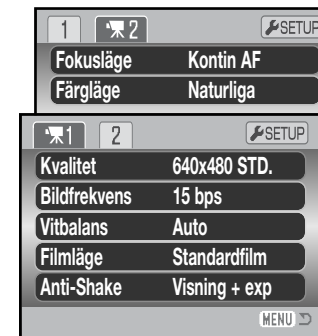 1 2 SETUP
Fokusläge Kontin AF
Färgläge Naturliga
1 2 SETUP
Kvalitet 640x480 STD.
Bildfrekvens 15 bps
Vitbalans Auto
Filmläge Standardfilm
Anti-Shake Visning + exp
MENU